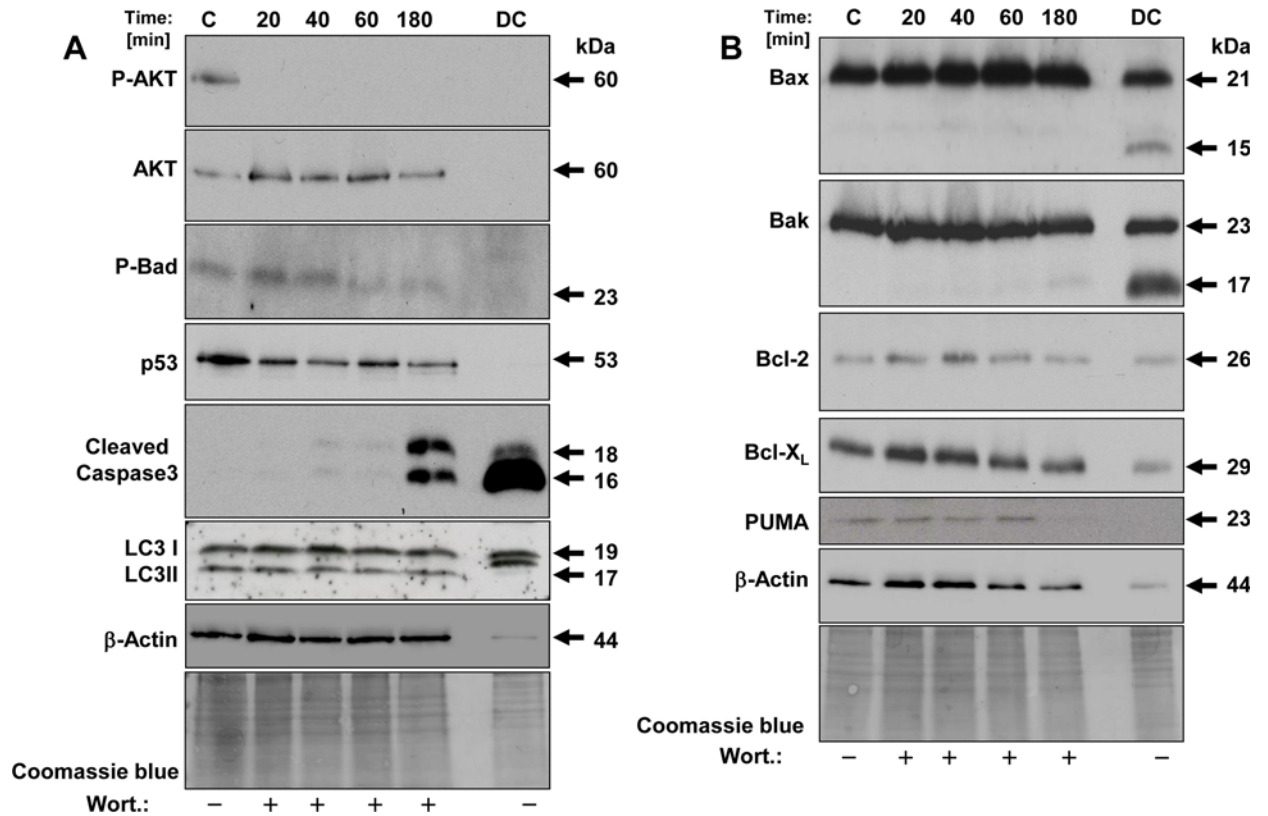 Time: C 20 40 60 180 DC
[min] kDa
A
P-AKT 60
AKT 60
P-Bad 23
p53 53
Cleaved 18
Caspase3 16
LC3 I 19
LC3II 17
β-Actin 44
Coomassie blue
Wort.: – + + + + –
Time: C 20 40 60 180 DC
[min] kDa
B
Bax 21
15
Bak 23
17
Bcl-2 26
Bcl-XL 29
PUMA 23
β-Actin 44
Coomassie blue
Wort.: – + + + + –